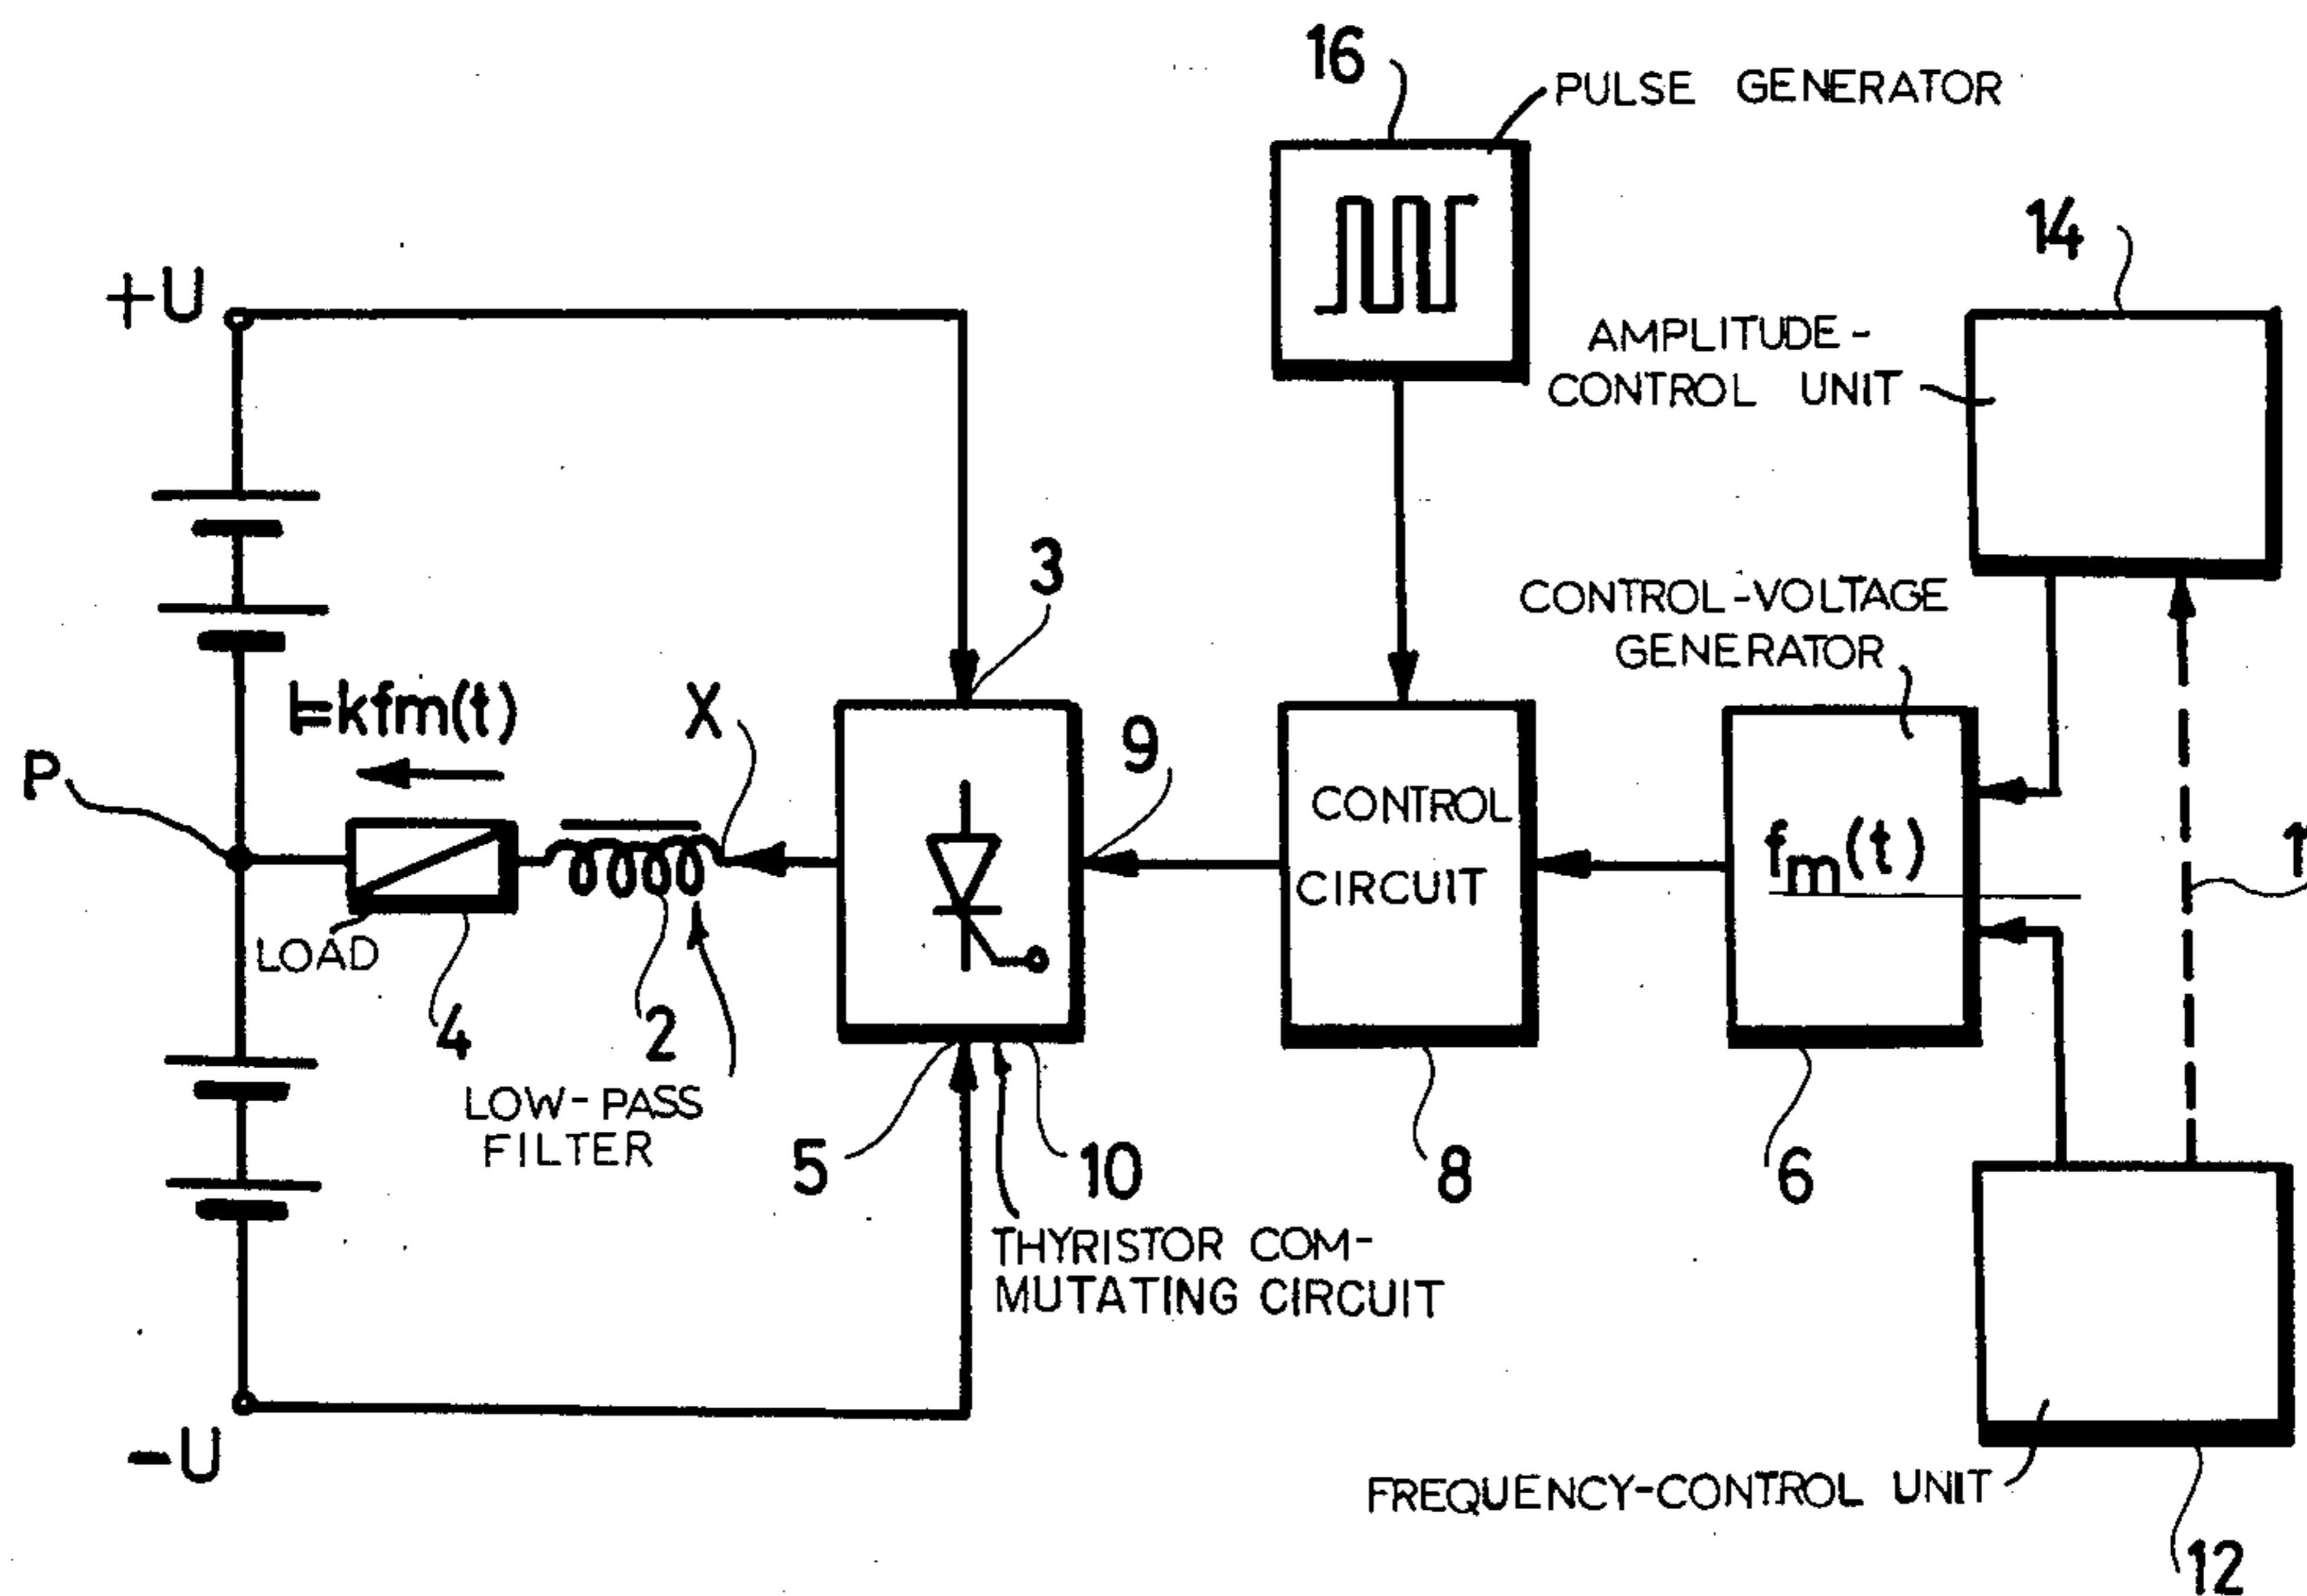 16
PULSE GENERATOR
14
+U
AMPLITUDE-
CONTROL UNIT
3
CONTROL-VOLTAGE
GENERATOR
I=kfm(t)
X
9
P
CONTROL
CIRCUIT
fm(t)
LOAD
4
2
LOW-PASS
FILTER
5
10
8
6
THYRISTOR COM-
MUTATING CIRCUIT
-U
FREQUENCY-CONTROL UNIT
12